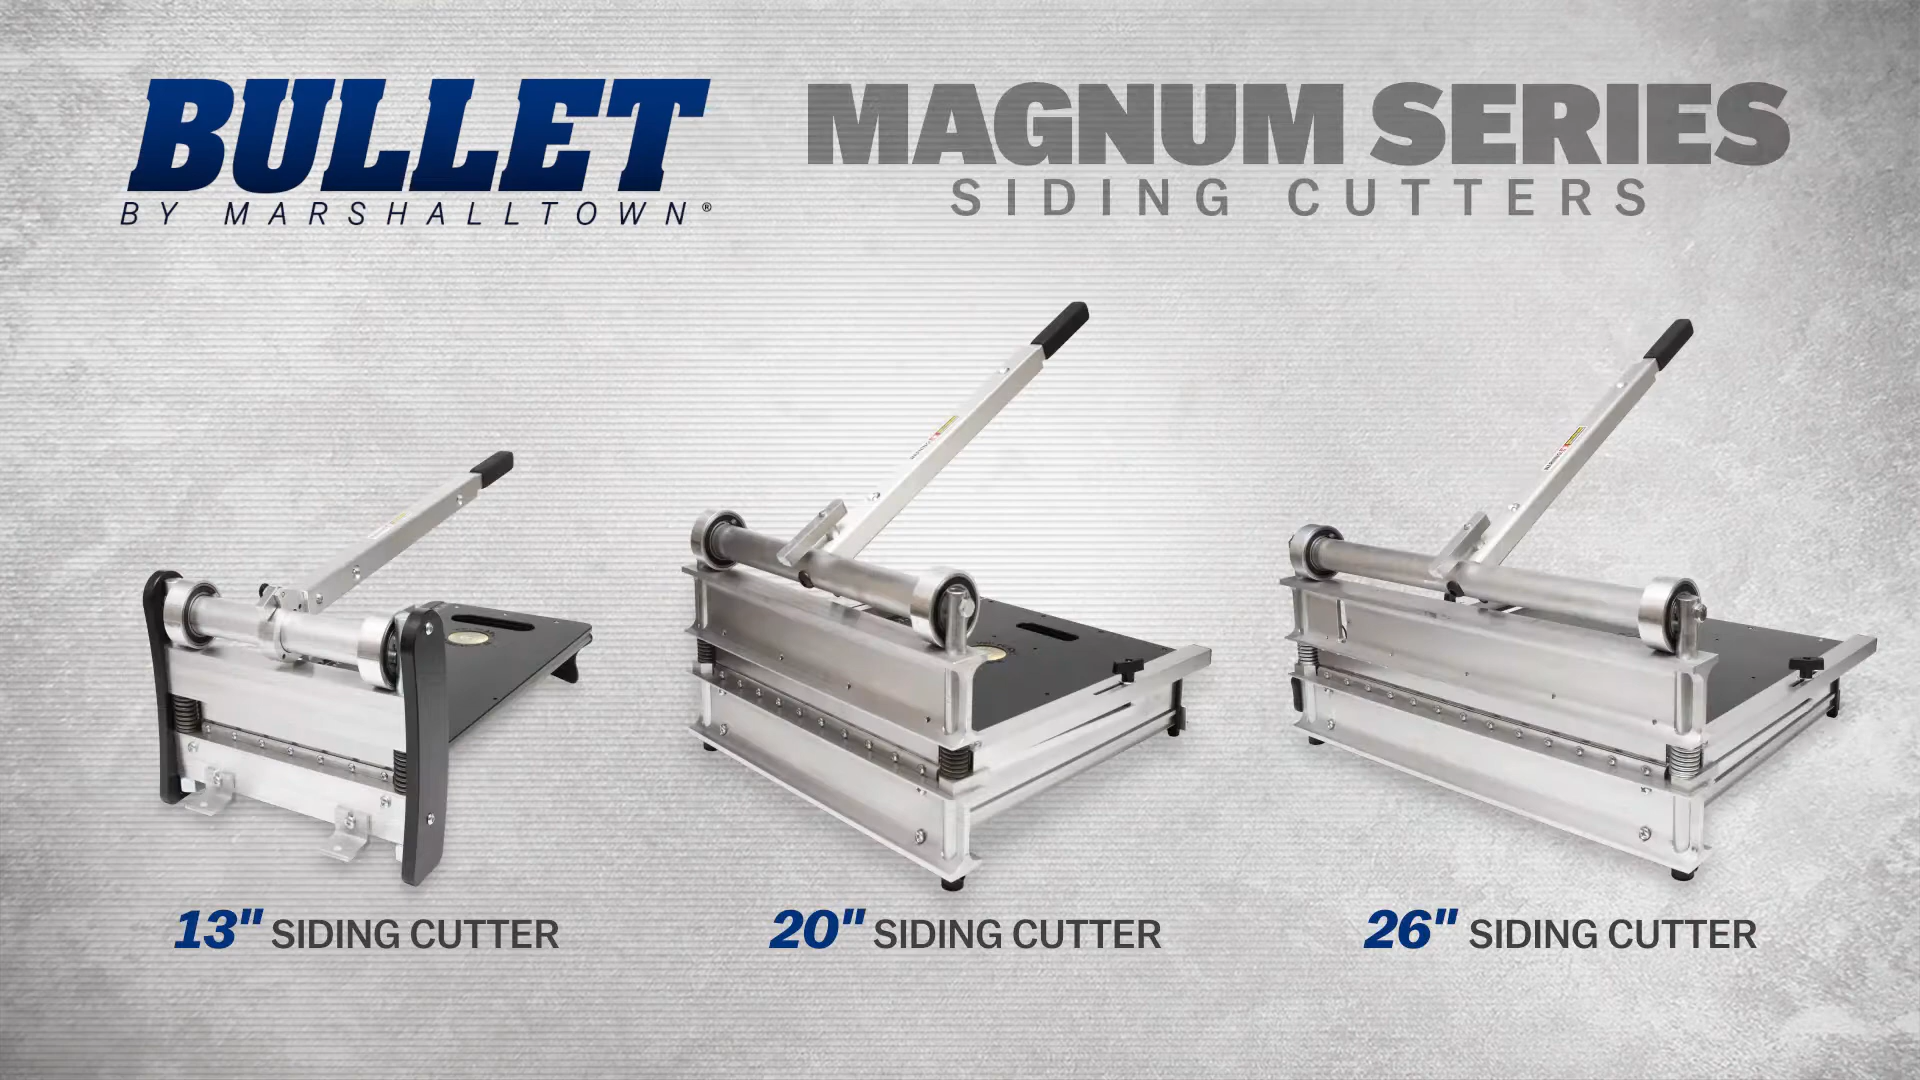 BULLET
BY MARSHALLTOWN®
MAGNUM SERIES
SIDING CUTTERS
13" SIDING CUTTER
20" SIDING CUTTER
26" SIDING CUTTER